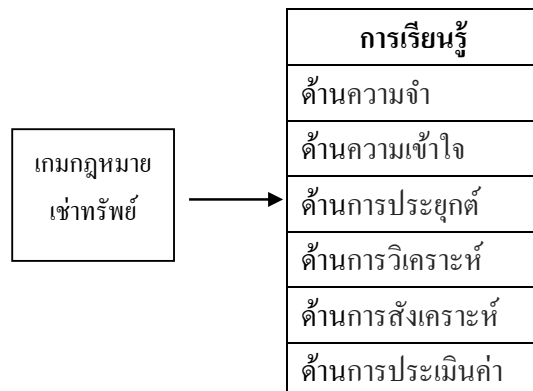 การเรียนรู้
ด้านความจำ
ด้านความเข้าใจ
เกมกฎหมาย
เช่าทรัพย์
ด้านการประยุกต์
ด้านการวิเคราะห์
ด้านการสังเคราะห์
ด้านการประเมินค่า